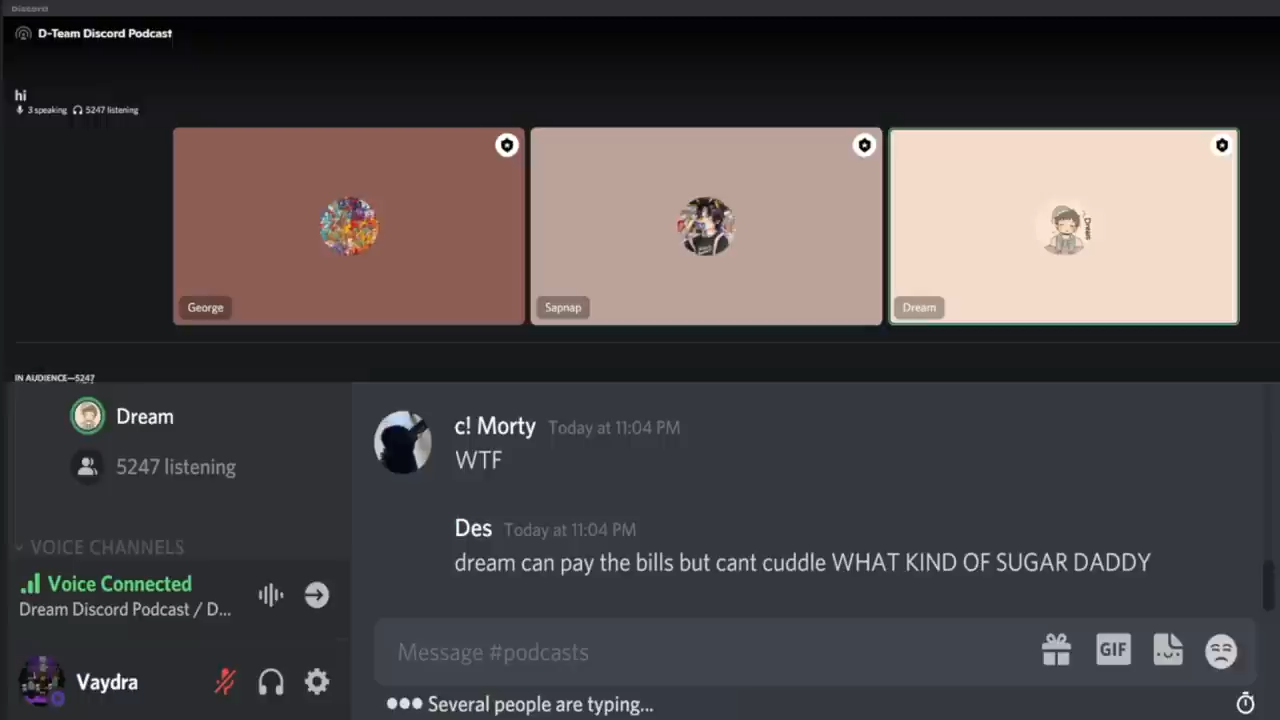 Discord
D-Team Discord Podcast
hi
3 speaking 5247 listening
Dream
George
Sapnap
Dream
IN AUDIENCE—5247
Dream
5247 listening
VOICE CHANNELS
Voice Connected
Dream Discord Podcast / D...
Vaydra
c! Morty Today at 11:04 PM
WTF
Des Today at 11:04 PM
dream can pay the bills but cant cuddle WHAT KIND OF SUGAR DADDY
Message #podcasts
GIF
Several people are typing...